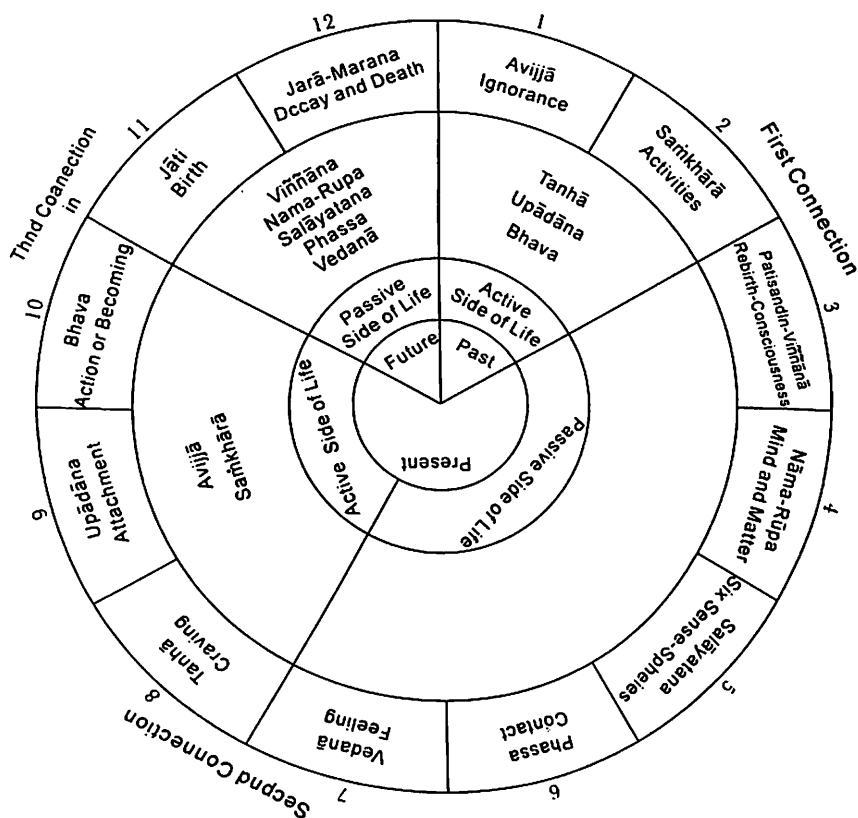 1
Avijjā
Ignorance
2
Saṁkhārā
Activities
First Connection
3
Patisandln-Viññānā
Rebirth-Consciousness
4
Nāma-Rūpa
Mind and Matter
5
Salāyatana
Six Sense-Spheies
6
Phassa
Cóntact
7
Vedanā
Feeling
Secpnd Connection
8
Tanhā
Craving
9
Upādāna
Attachment
10
Bhava
Action or Becoming
Thnd Coanection
in
11
Jāti
Birth
12
Jarā-Marana
Dccay and Death
Tanhā
Upādāna
Bhava
Viññāna
Nama-Rupa
Salāyatana
Phassa
Vedanā
Avijjā
Saṁkhārā
Active
Side of Life
Passive
Side of Life
Active Side of Life
Passive Side of Life
Past
Future
Present